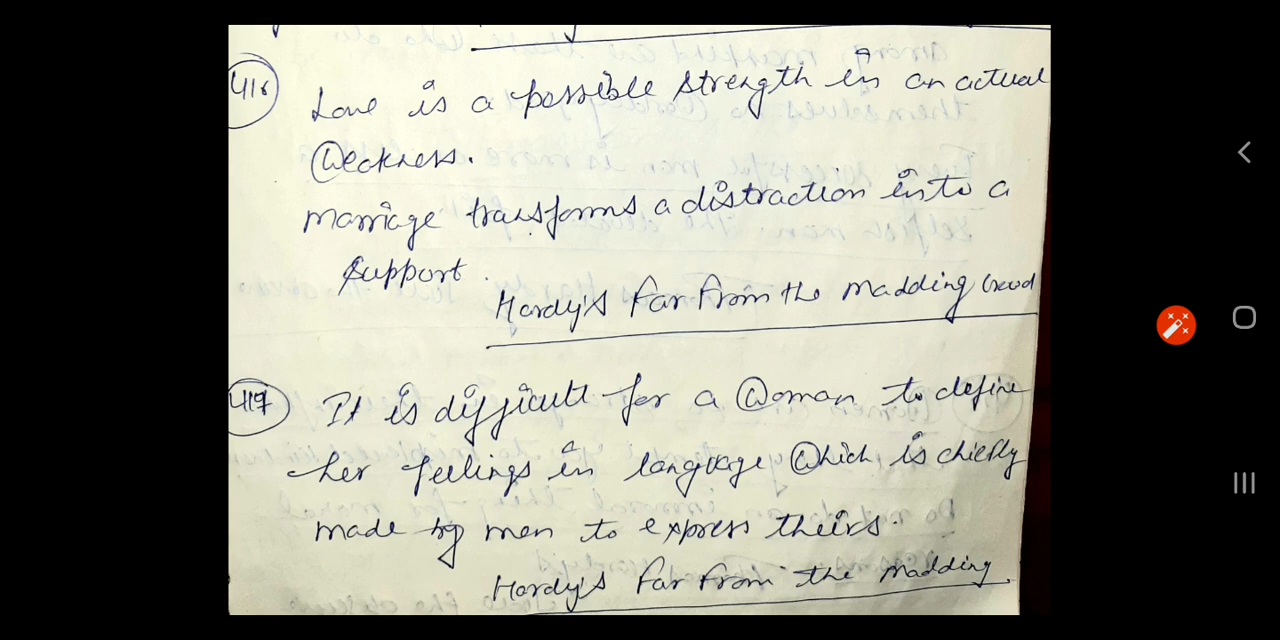 416
Love is a possible strength in an actual
Weakness.
Marriage transforms a distraction into a
Support.
Hardy's Far From the Madding Crowd
417
It is difficult for a Woman to define
her feelings in language Which is chiefly
made by men to express theirs.
Hardy's Far From the Madding